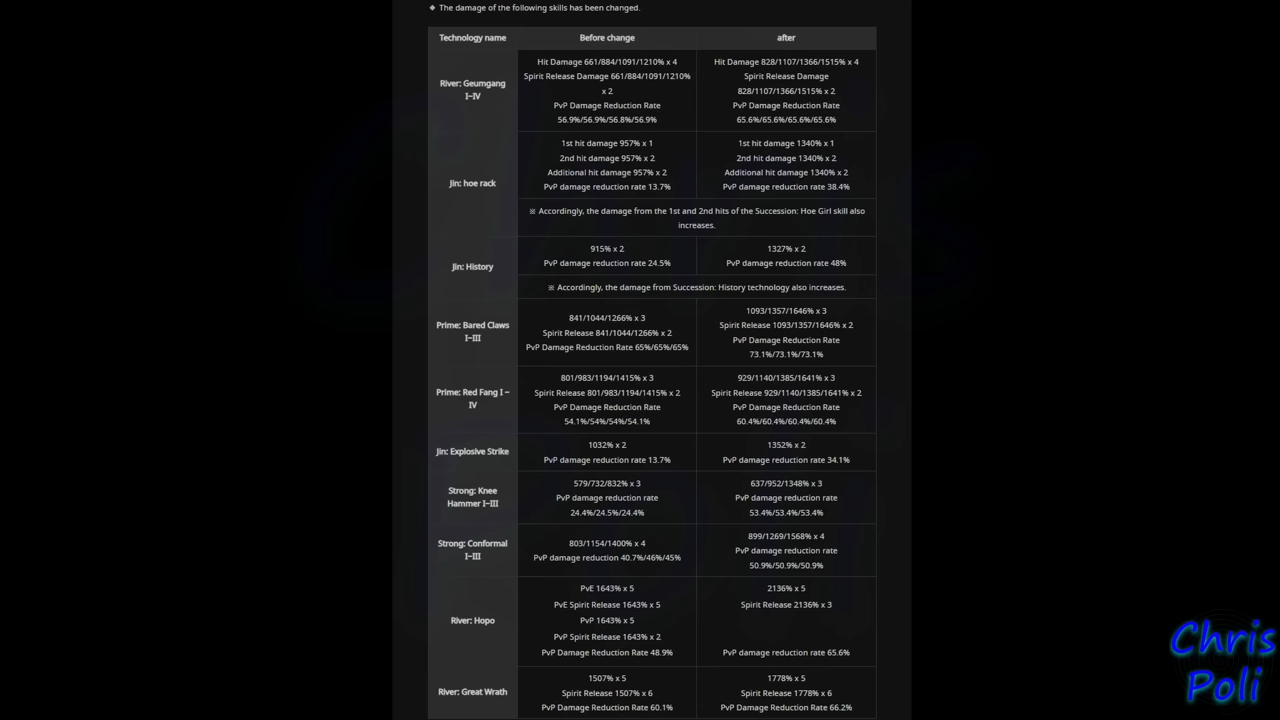 ◆ The damage of the following skills has been changed.
Technology name Before change after
River: Geumgang
I~IV
Hit Damage 661/884/1091/1210% x 4
Spirit Release Damage 661/884/1091/1210%
x 2
PvP Damage Reduction Rate
56.9%/56.9%/56.8%/56.9%
Hit Damage 828/1107/1366/1515% x 4
Spirit Release Damage
828/1107/1366/1515% x 2
PvP Damage Reduction Rate
65.6%/65.6%/65.6%/65.6%
Jin: hoe rack
1st hit damage 957% x 1
2nd hit damage 957% x 2
Additional hit damage 957% x 2
PvP damage reduction rate 13.7%
1st hit damage 1340% x 1
2nd hit damage 1340% x 2
Additional hit damage 1340% x 2
PvP damage reduction rate 38.4%
※ Accordingly, the damage from the 1st and 2nd hits of the Succession: Hoe Girl skill also
increases.
Jin: History
915% x 2
PvP damage reduction rate 24.5%
1327% x 2
PvP damage reduction rate 48%
※ Accordingly, the damage from Succession: History technology also increases.
Prime: Bared Claws
I~III
841/1044/1266% x 3
Spirit Release 841/1044/1266% x 2
PvP Damage Reduction Rate 65%/65%/65%
1093/1357/1646% x 3
Spirit Release 1093/1357/1646% x 2
PvP Damage Reduction Rate
73.1%/73.1%/73.1%
Prime: Red Fang I ~
IV
801/983/1194/1415% x 3
Spirit Release 801/983/1194/1415% x 2
PvP Damage Reduction Rate
54.1%/54%/54%/54.1%
929/1140/1385/1641% x 3
Spirit Release 929/1140/1385/1641% x 2
PvP Damage Reduction Rate
60.4%/60.4%/60.4%/60.4%
Jin: Explosive Strike
1032% x 2
PvP damage reduction rate 13.7%
1352% x 2
PvP damage reduction rate 34.1%
Strong: Knee
Hammer I~III
579/732/832% x 3
PvP damage reduction rate
24.4%/24.5%/24.4%
637/952/1348% x 3
PvP damage reduction rate
53.4%/53.4%/53.4%
Strong: Conformal
I~III
803/1154/1400% x 4
PvP damage reduction 40.7%/46%/45%
899/1269/1568% x 4
PvP damage reduction rate
50.9%/50.9%/50.9%
River: Hopo
PvE 1643% x 5
PvE Spirit Release 1643% x 5
PvP 1643% x 5
PvP Spirit Release 1643% x 2
PvP Damage Reduction Rate 48.9%
2136% x 5
Spirit Release 2136% x 3
PvP damage reduction rate 65.6%
River: Great Wrath
1507% x 5
Spirit Release 1507% x 6
PvP Damage Reduction Rate 60.1%
1778% x 5
Spirit Release 1778% x 6
PvP Damage Reduction Rate 66.2%
Chris
Poli